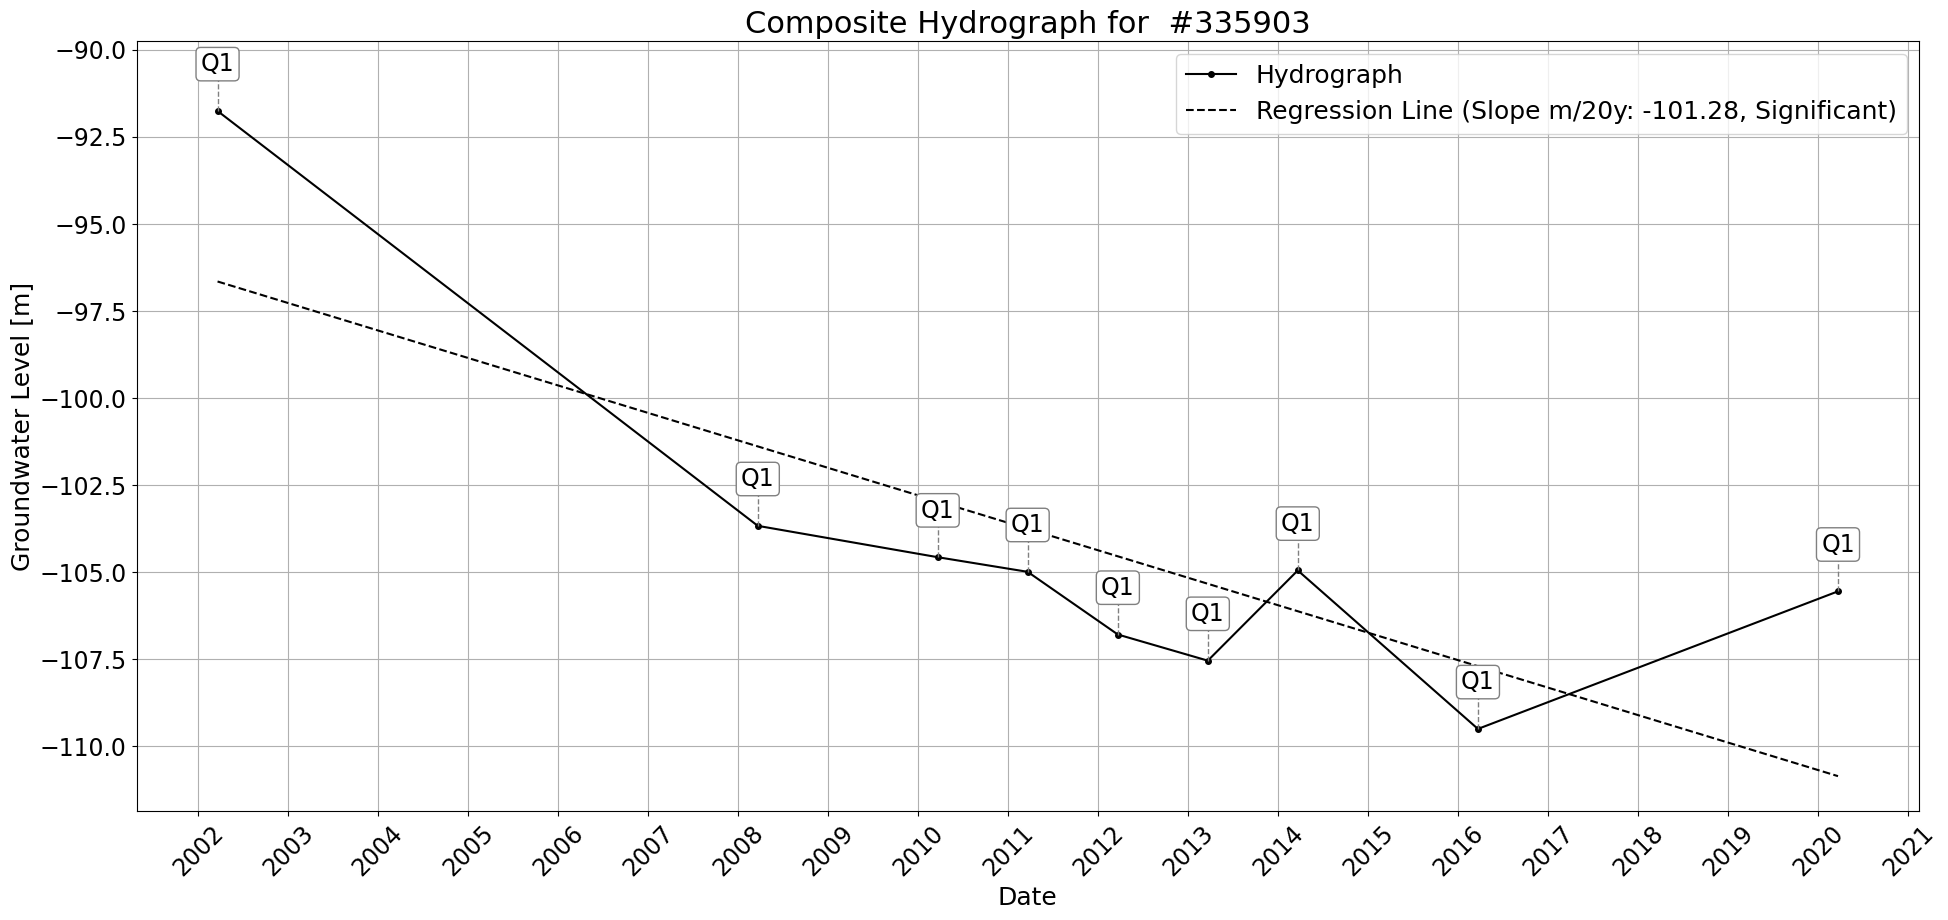 Composite Hydrograph for  #335903
Hydrograph
Regression Line (Slope m/20y: -101.28, Significant)
Groundwater Level [m]
−90.0
−92.5
−95.0
−97.5
−100.0
−102.5
−105.0
−107.5
−110.0
Q1
Q1
Q1
Q1
Q1
Q1
Q1
Q1
Q1
2002
2003
2004
2005
2006
2007
2008
2009
2010
2011
2012
2013
2014
2015
2016
2017
2018
2019
2020
2021
Date